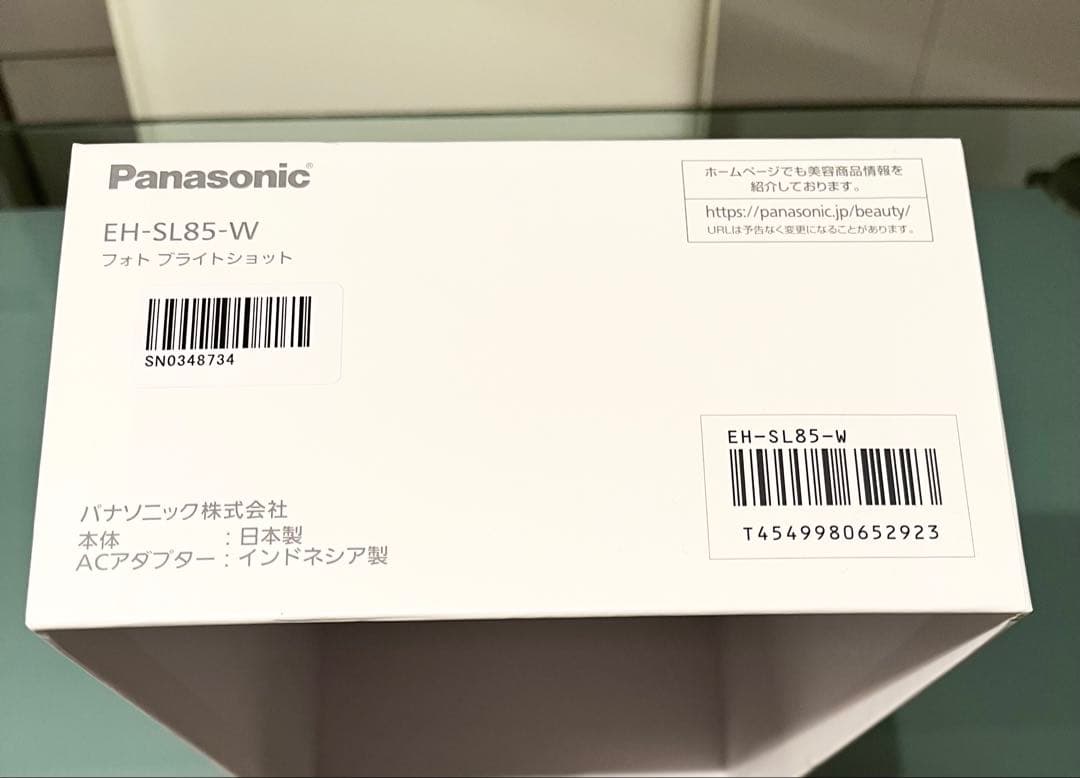 Panasonic®
EH-SL85-W
フォト ブライトショット
SN0348734
ホームページでも美容商品情報を
紹介しております。
https://panasonic.jp/beauty/
URLは予告なく変更になることがあります。
EH-SL85-W
T4549980652923
パナソニック株式会社
本体　　　　：日本製
ACアダプター：インドネシア製